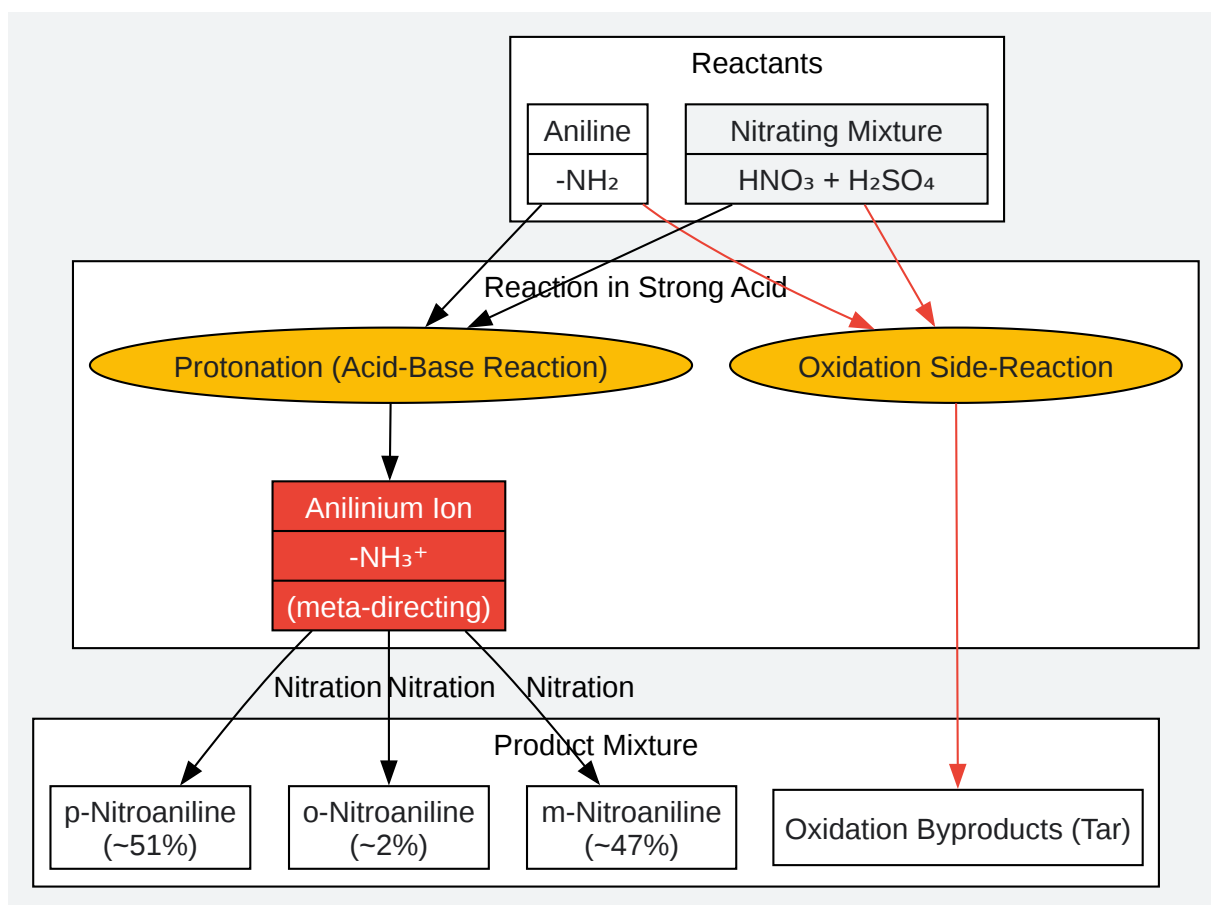 Reactants
Aniline
-NH₂
Nitrating Mixture
HNO₃ + H₂SO₄
Reaction in Strong Acid
Protonation (Acid-Base Reaction)
Oxidation Side-Reaction
Anilinium Ion
-NH₃⁺
(meta-directing)
Nitration
Nitration
Nitration
Product Mixture
p-Nitroaniline
(~51%)
o-Nitroaniline
(~2%)
m-Nitroaniline
(~47%)
Oxidation Byproducts (Tar)